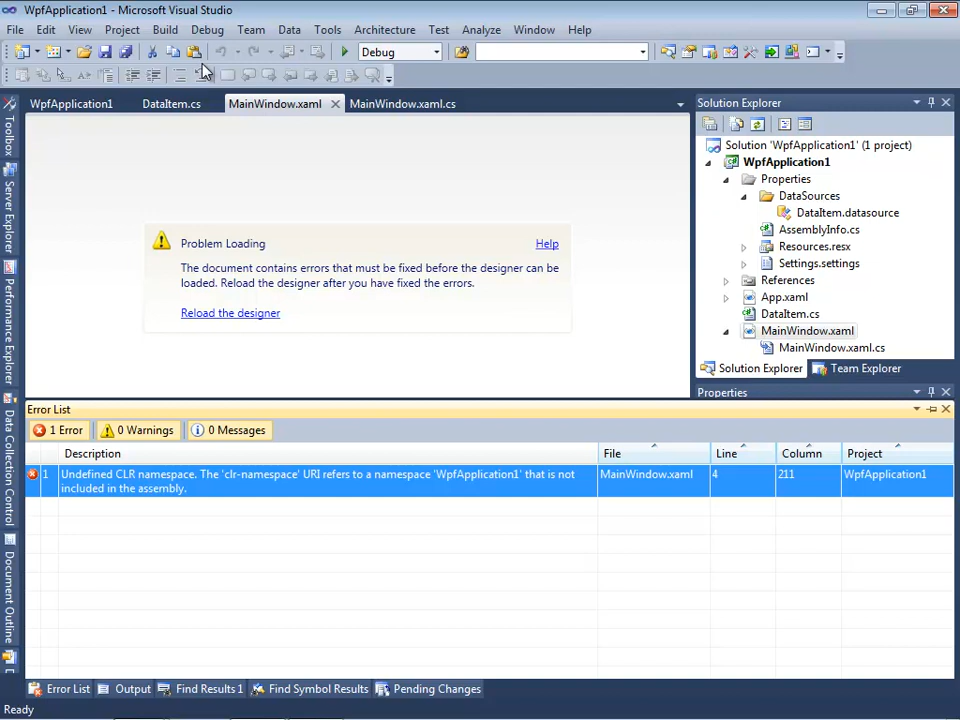 WpfApplication1 - Microsoft Visual Studio
File Edit View Project Build Debug Team Data Tools Architecture Test Analyze Window Help
Debug
WpfApplication1 DataItem.cs MainWindow.xaml MainWindow.xaml.cs
Toolbox
Server Explorer
Performance Explorer
Data Collection Control
Document Outline
Problem Loading Help
The document contains errors that must be fixed before the designer can be
loaded. Reload the designer after you have fixed the errors.
Reload the designer
Solution Explorer
Solution 'WpfApplication1' (1 project)
WpfApplication1
Properties
DataSources
DataItem.datasource
AssemblyInfo.cs
Resources.resx
Settings.settings
References
App.xaml
DataItem.cs
MainWindow.xaml
MainWindow.xaml.cs
Solution Explorer Team Explorer
Properties
Error List
1 Error 0 Warnings 0 Messages
Description File Line Column Project
1 Undefined CLR namespace. The 'clr-namespace' URI refers to a namespace 'WpfApplication1' that is not MainWindow.xaml 4 211 WpfApplication1
included in the assembly.
Error List Output Find Results 1 Find Symbol Results Pending Changes
Ready